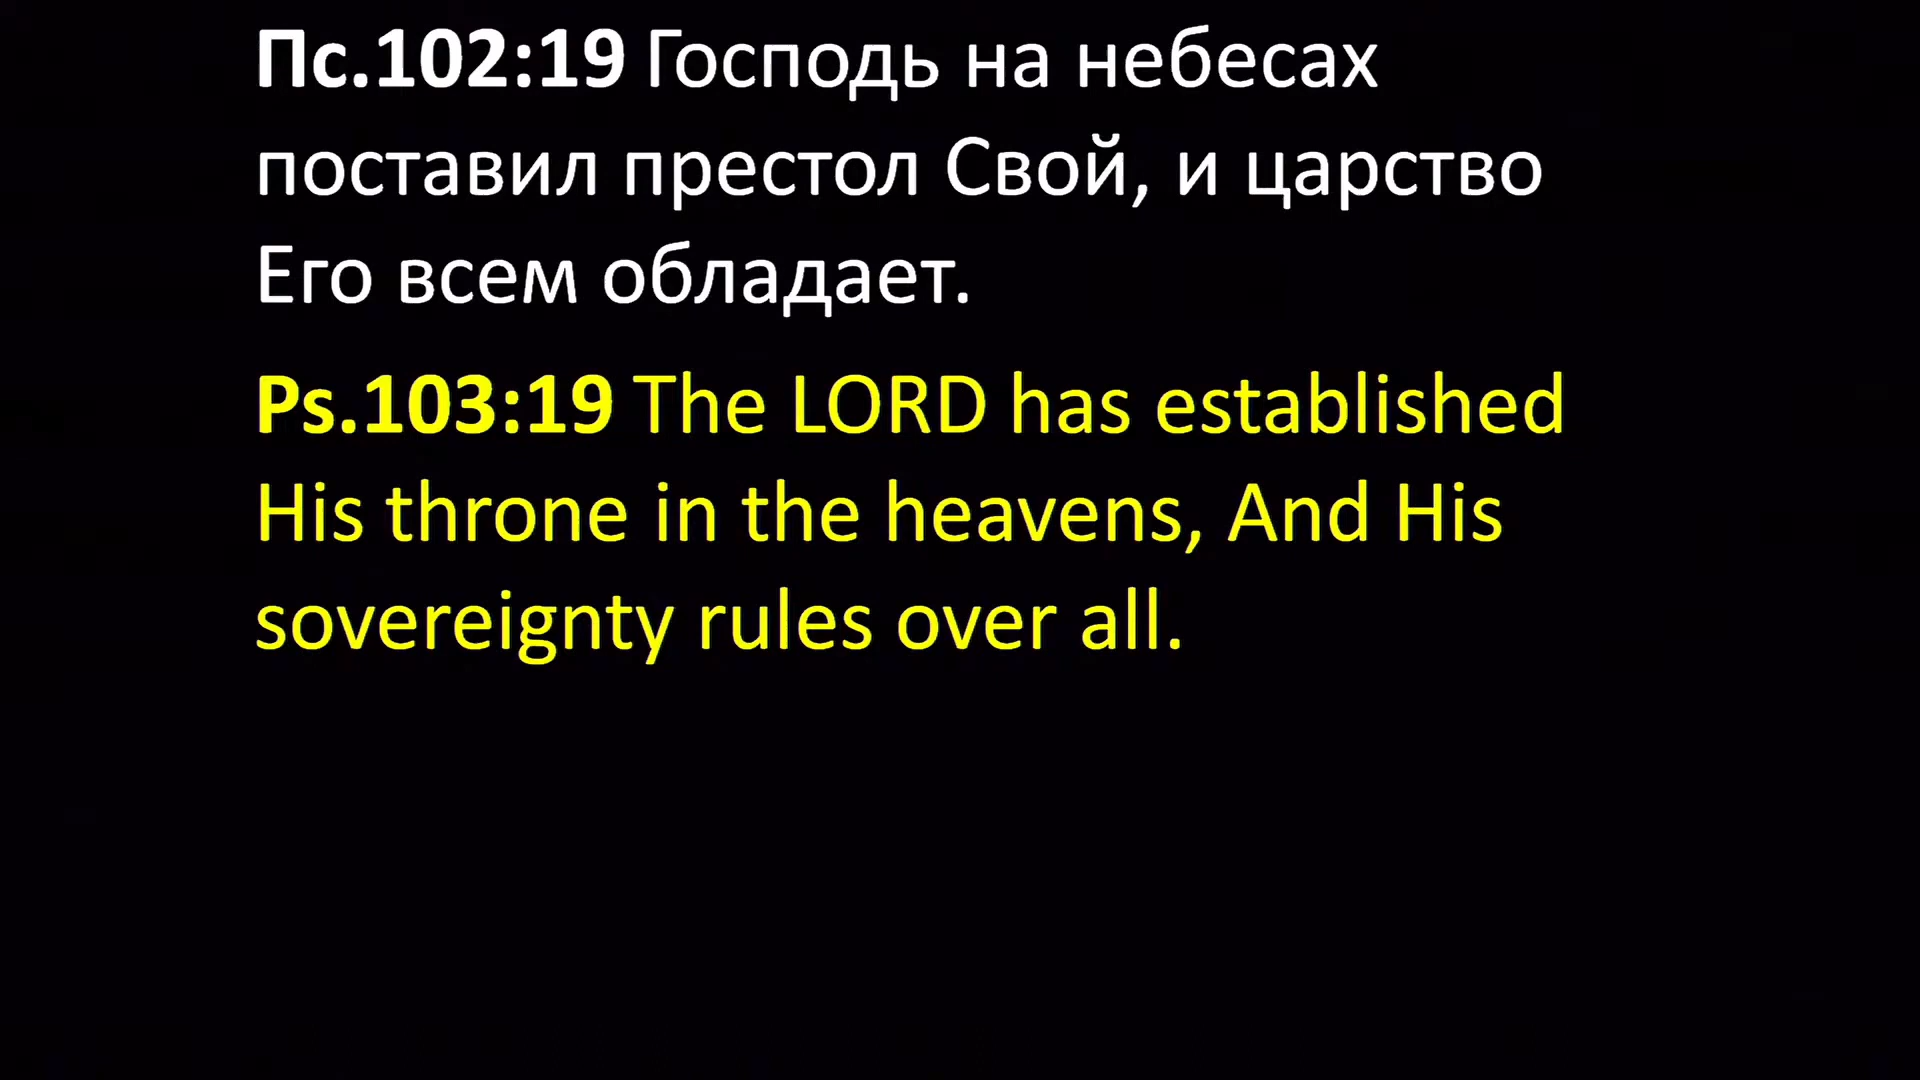 Пс.102:19 Господь на небесах
поставил престол Свой, и царство
Его всем обладает.
Ps.103:19 The LORD has established
His throne in the heavens, And His
sovereignty rules over all.